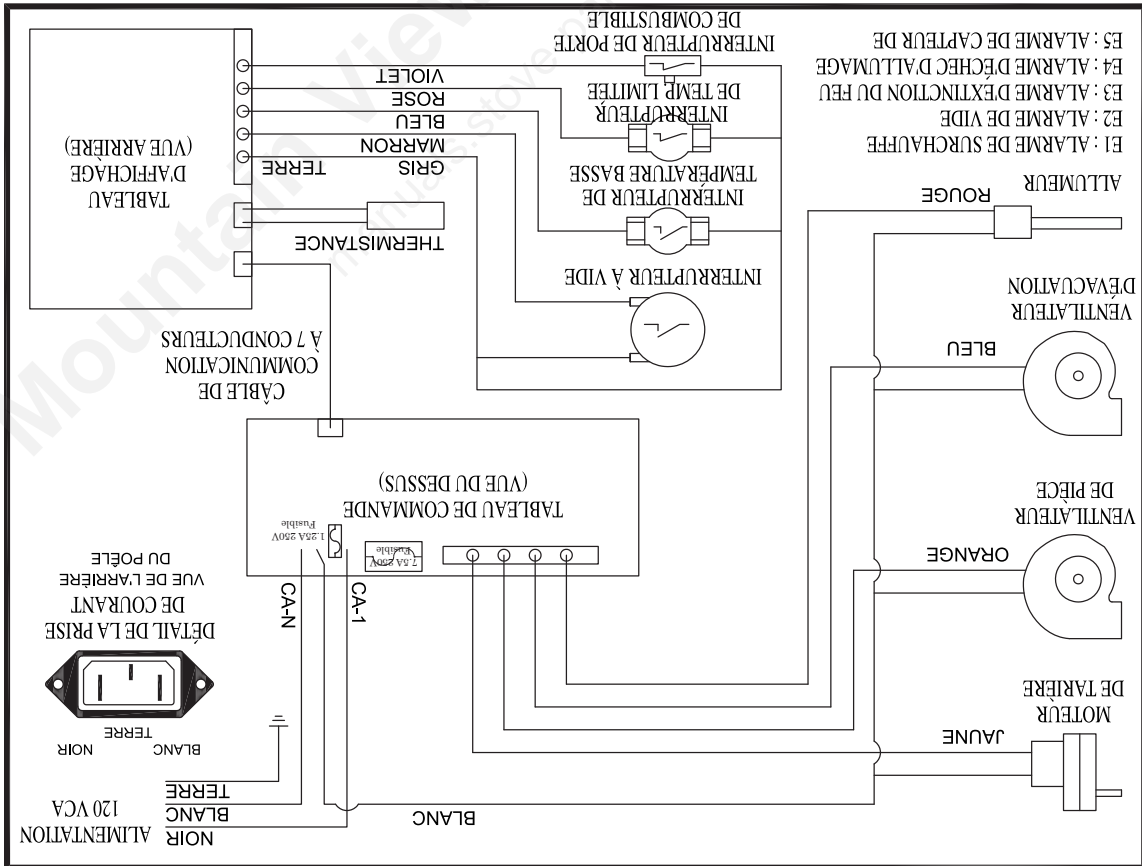 ALIMENTATION
120 VCA
NOIR
BLANC
TERRE
BLANC
BLANC
NOIR
TERRE
DÉTAIL DE LA PRISE
DE COURANT
VUE DE L'ARRIÈRE
DU POÊLE
MOTEUR
DE TARIÈRE
JAUNE
VENTILATEUR
DE PIÈCE
ORANGE
VENTILATEUR
D'ÉVACUATION
BLEU
ALLUMEUR
ROUGE
CA-1
CA-N
7.5A 250V
Fusible
1.25A 250V
Fusible
TABLEAU DE COMMANDE
(VUE DU DESSUS)
CÂBLE DE
COMMUNICATION
À 7 CONDUCTEURS
INTERRUPTEUR À VIDE
INTERRUPTEUR DE
TEMPÉRATURE BASSE
INTERRUPTEUR
DE TEMP LIMITÉE
INTERRUPTEUR DE PORTE
DE COMBUSTIBLE
THERMISTANCE
GRIS
TERRE
MARRON
BLEU
ROSE
VIOLET
TABLEAU
D'AFFICHAGE
(VUE ARRIÈRE)
E1 : ALARME DE SURCHAUFFE
E2 : ALARME DE VIDE
E3 : ALARME D'EXTINCTION DU FEU
E4 : ALARME D'ÉCHEC D'ALLUMAGE
E5 : ALARME DE CAPTEUR DE
Mountain View